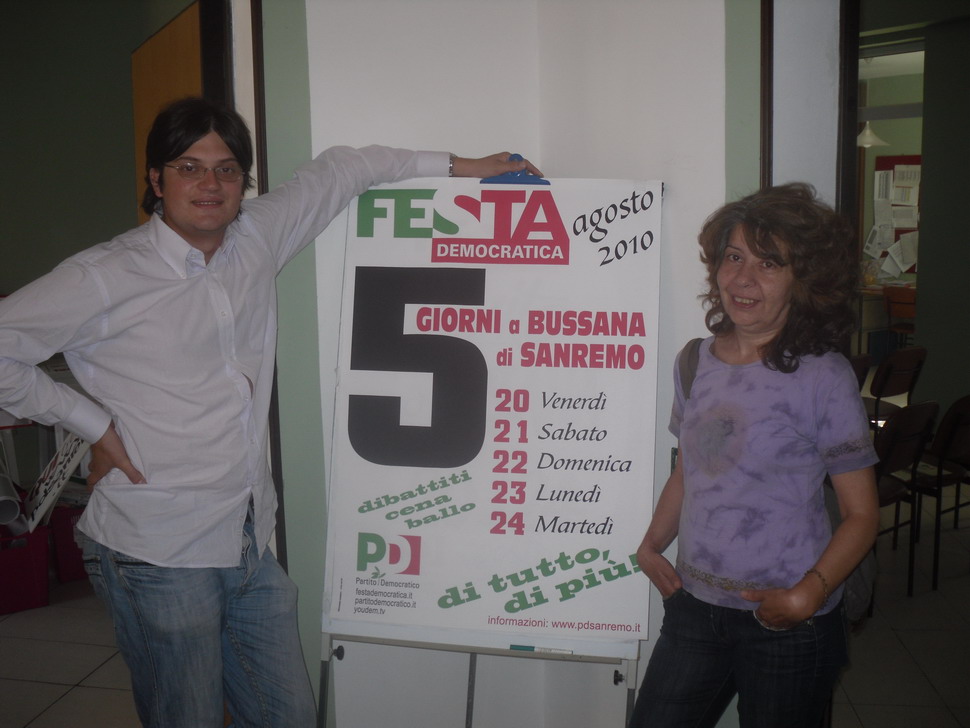 FESTA
DEMOCRATICA
agosto
2010
5
GIORNI a BUSSANA
di SANREMO
20 Venerdì
21 Sabato
22 Domenica
23 Lunedì
24 Martedì
dibattiti
cena
ballo
di tutto,
di più!
PD
Partito Democratico
festademocratica.it
partitodemocratico.it
youdem.tv
informazioni: www.pdsanremo.it